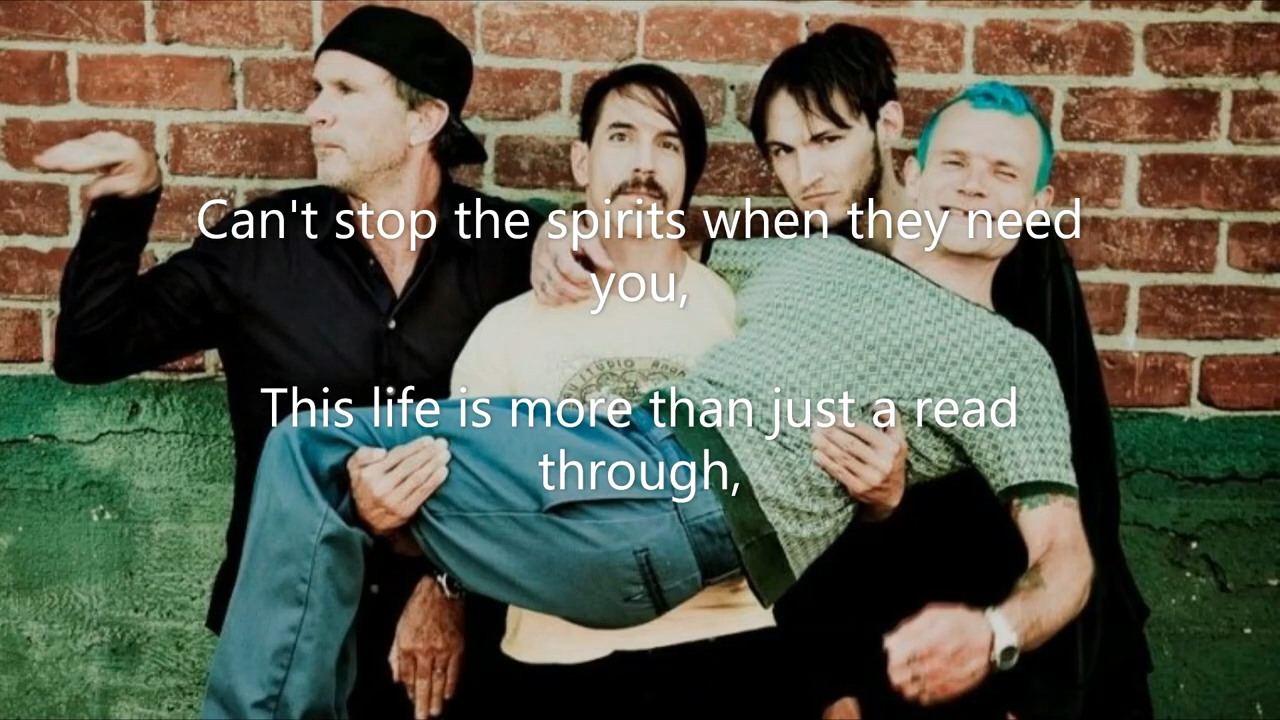 Can't stop the spirits when they need
you,
This life is more than just a read
through,